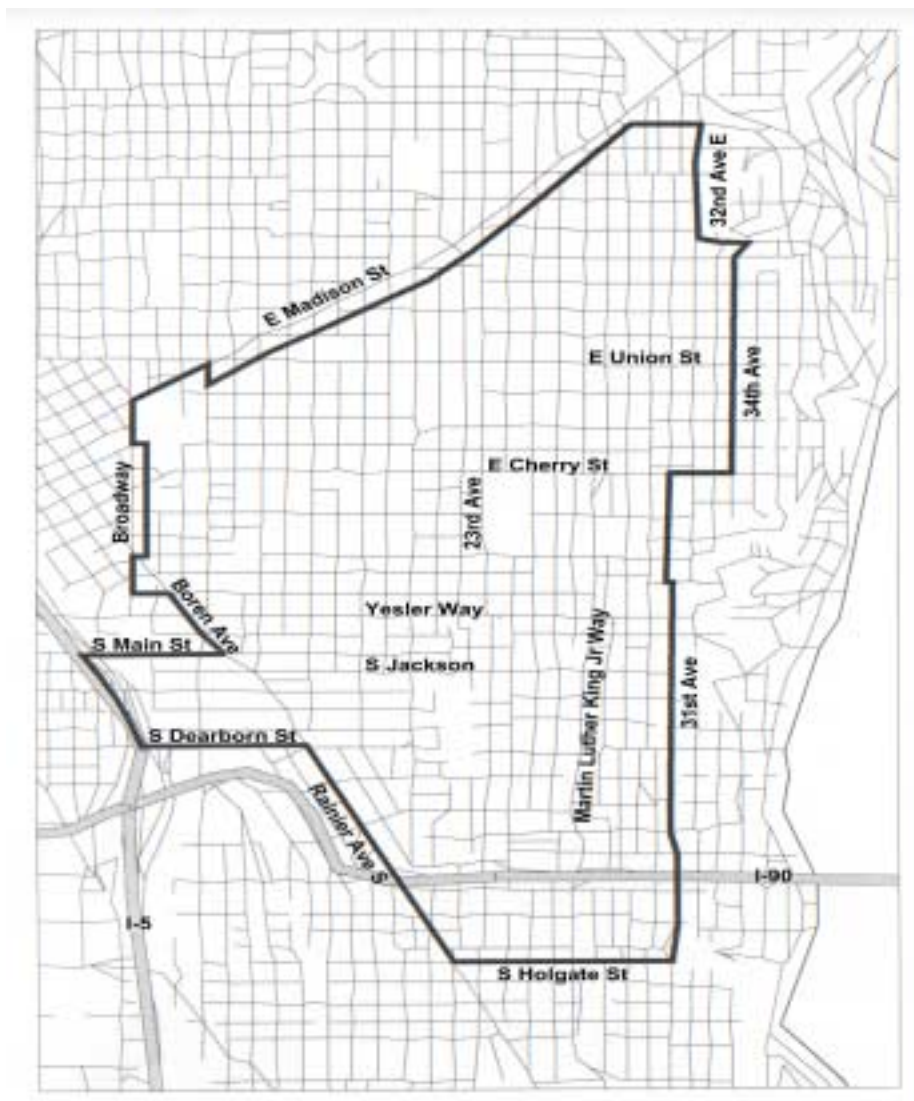 32nd Ave E
E Madison St
E Union St
34th Ave
E Cherry St
Broadway
23rd Ave
Boren Ave
Yesler Way
S Main St
S Jackson
Martin Luther King Jr Way
31st Ave
S Dearborn St
Rainier Ave S
I-90
I-5
S Holgate St